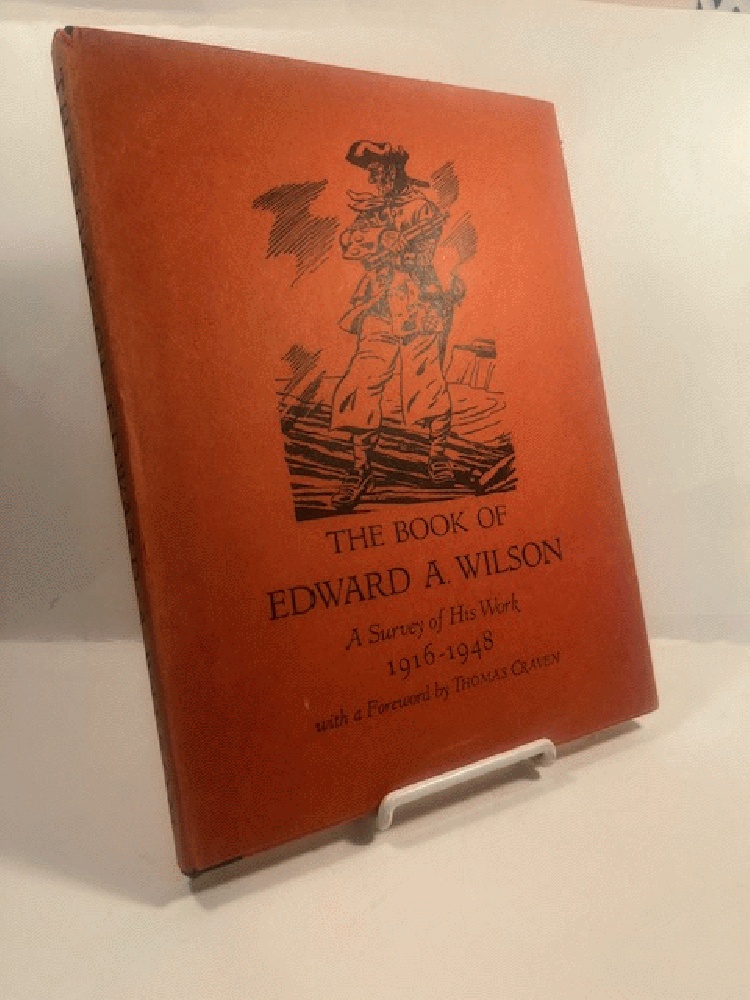 THE BOOK OF
EDWARD A. WILSON
A Survey of His Work
1916-1948
with a Foreword by THOMAS CRAVEN